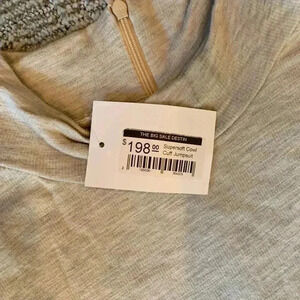 THE BIG SALE DESTIN
$198.00 Supersoft Cowl
Cuff Jumpsuit